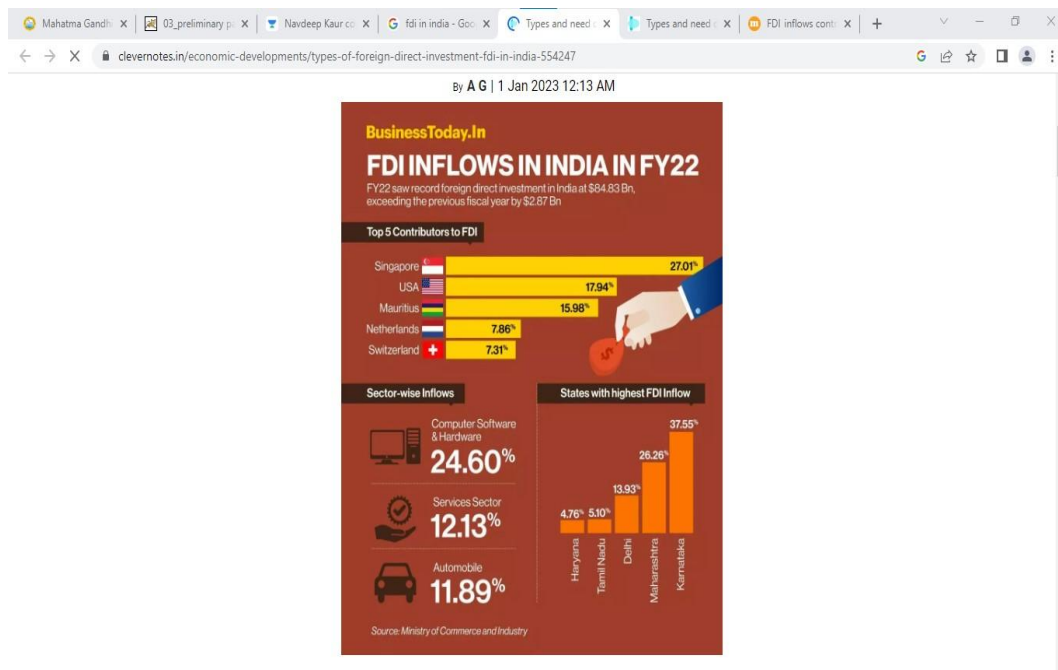 Mahatma Gandhi
03_preliminary p
Navdeep Kaur co
fdi in india - Goo
Types and need
Types and need
FDI inflows cont
clevernotes.in/economic-developments/types-of-foreign-direct-investment-fdi-in-india-554247
By A G | 1 Jan 2023 12:13 AM
BusinessToday.In
FDI INFLOWS IN INDIA IN FY22
FY22 saw record foreign direct investment in India at $84.83 Bn,
exceeding the previous fiscal year by $2.87 Bn
Top 5 Contributors to FDI
Singapore 27.01%
USA 17.94%
Mauritius 15.98%
Netherlands 7.86%
Switzerland 7.31%
$
Sector-wise Inflows
Computer Software
& Hardware
24.60%
Services Sector
12.13%
Automobile
11.89%
States with highest FDI Inflow
4.76% 5.10% 13.93% 26.26% 37.55%
Haryana
Tamil Nadu
Delhi
Maharashtra
Karnataka
Source: Ministry of Commerce and Industry